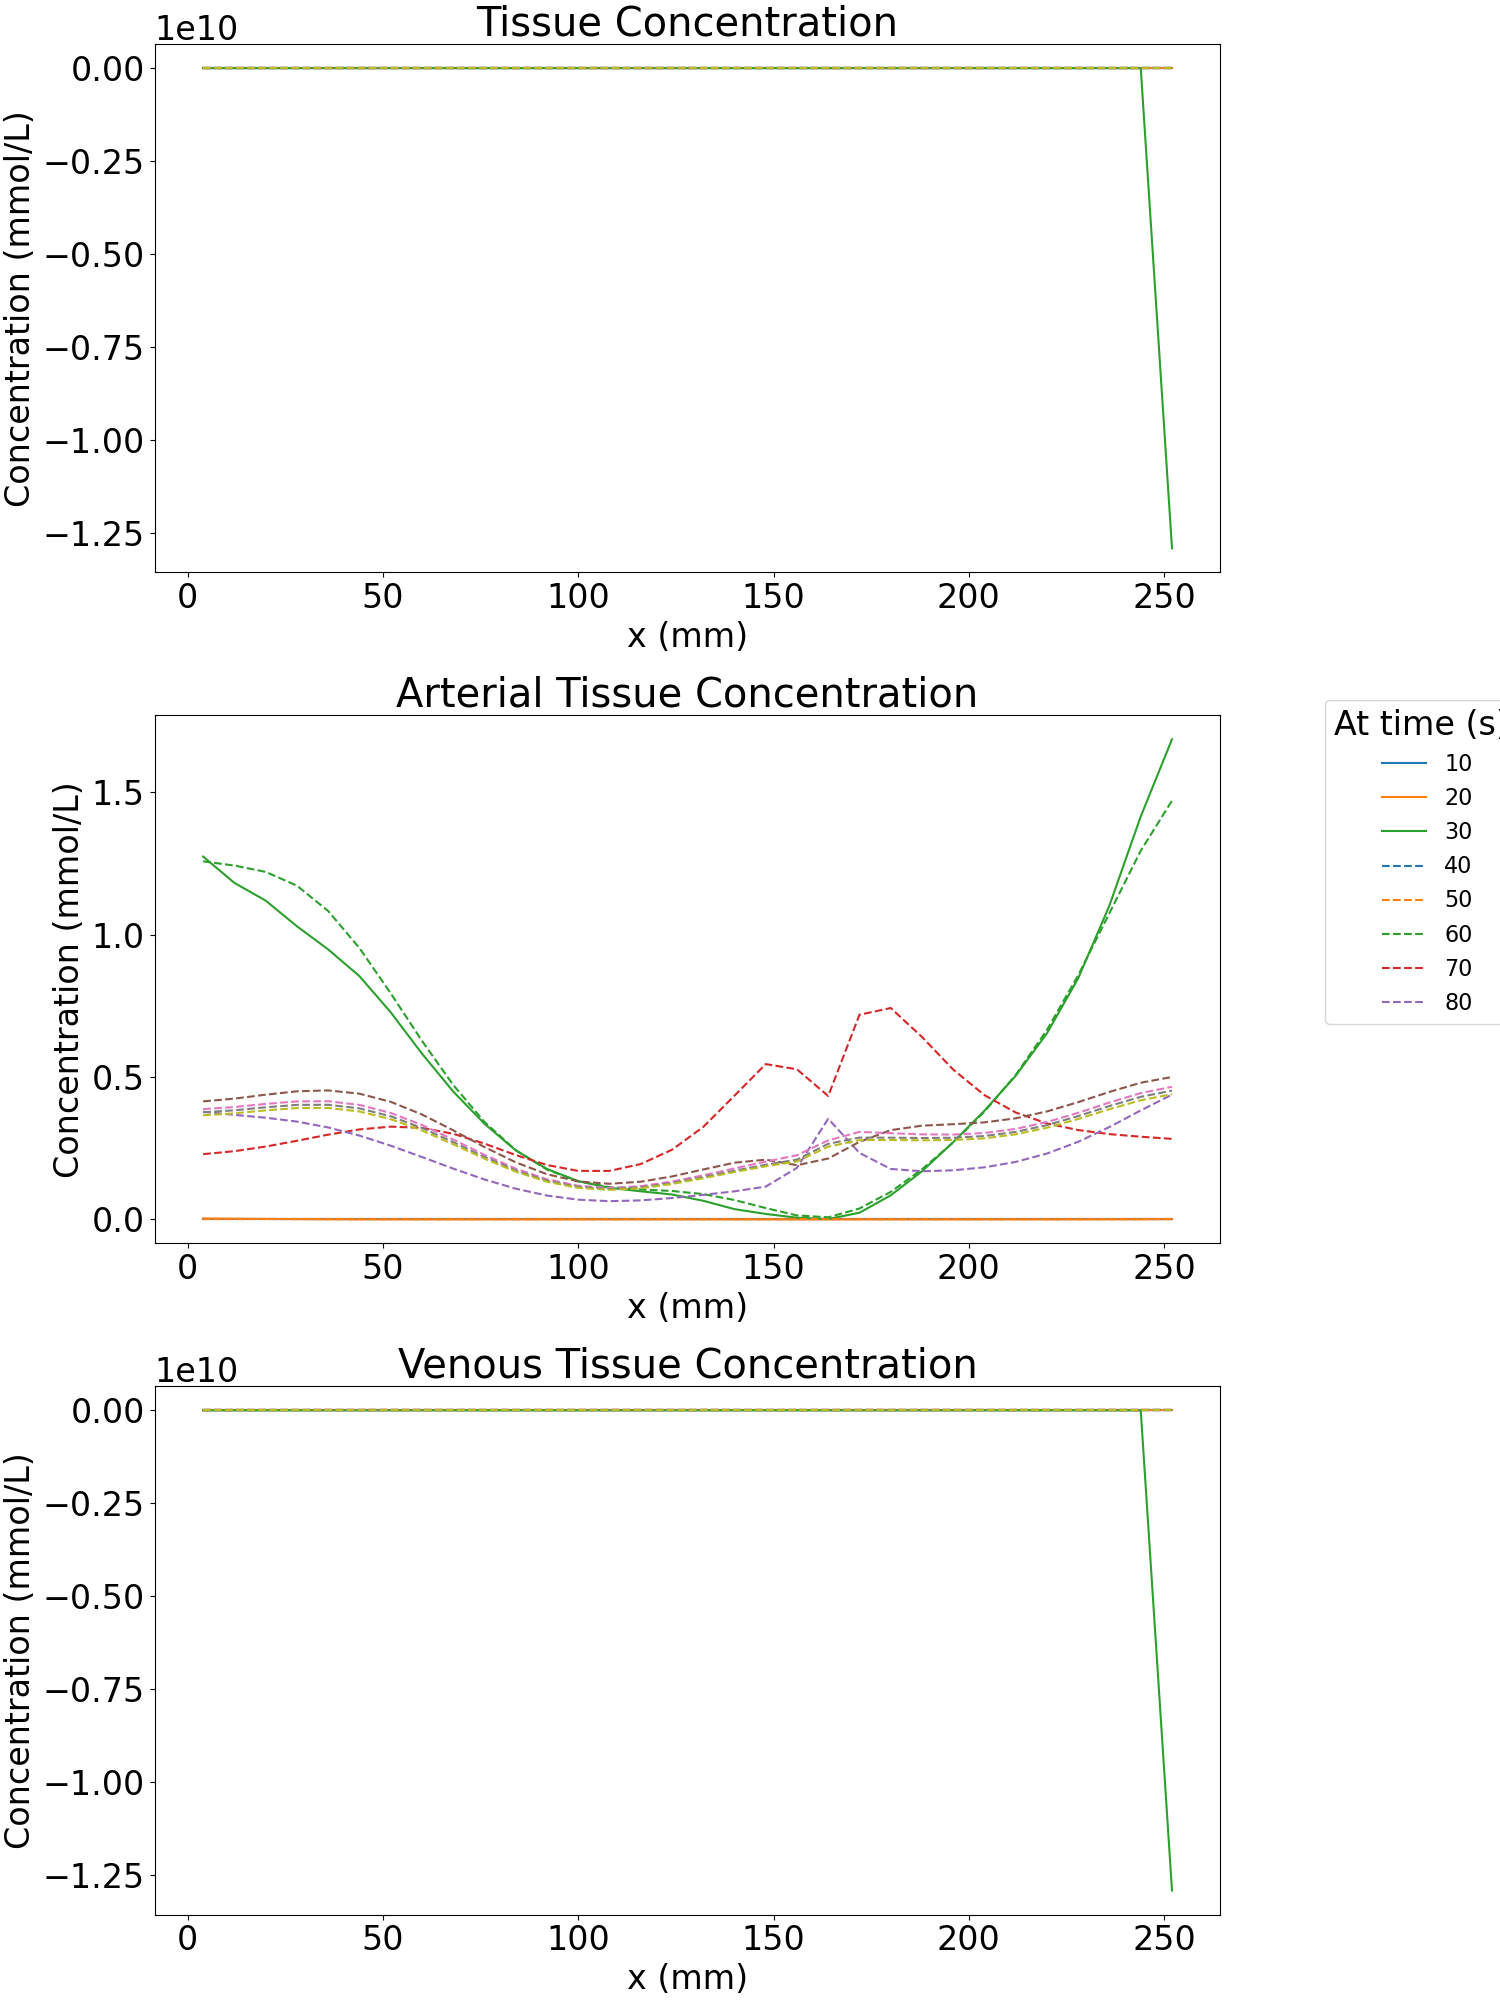 Tissue Concentration
1e10
0.00
−0.25
−0.50
−0.75
−1.00
−1.25
Concentration (mmol/L)
0 50 100 150 200 250
x (mm)
Arterial Tissue Concentration
1.5
1.0
0.5
0.0
Concentration (mmol/L)
0 50 100 150 200 250
x (mm)
At time (s)
10
20
30
40
50
60
70
80
Venous Tissue Concentration
1e10
0.00
−0.25
−0.50
−0.75
−1.00
−1.25
Concentration (mmol/L)
0 50 100 150 200 250
x (mm)